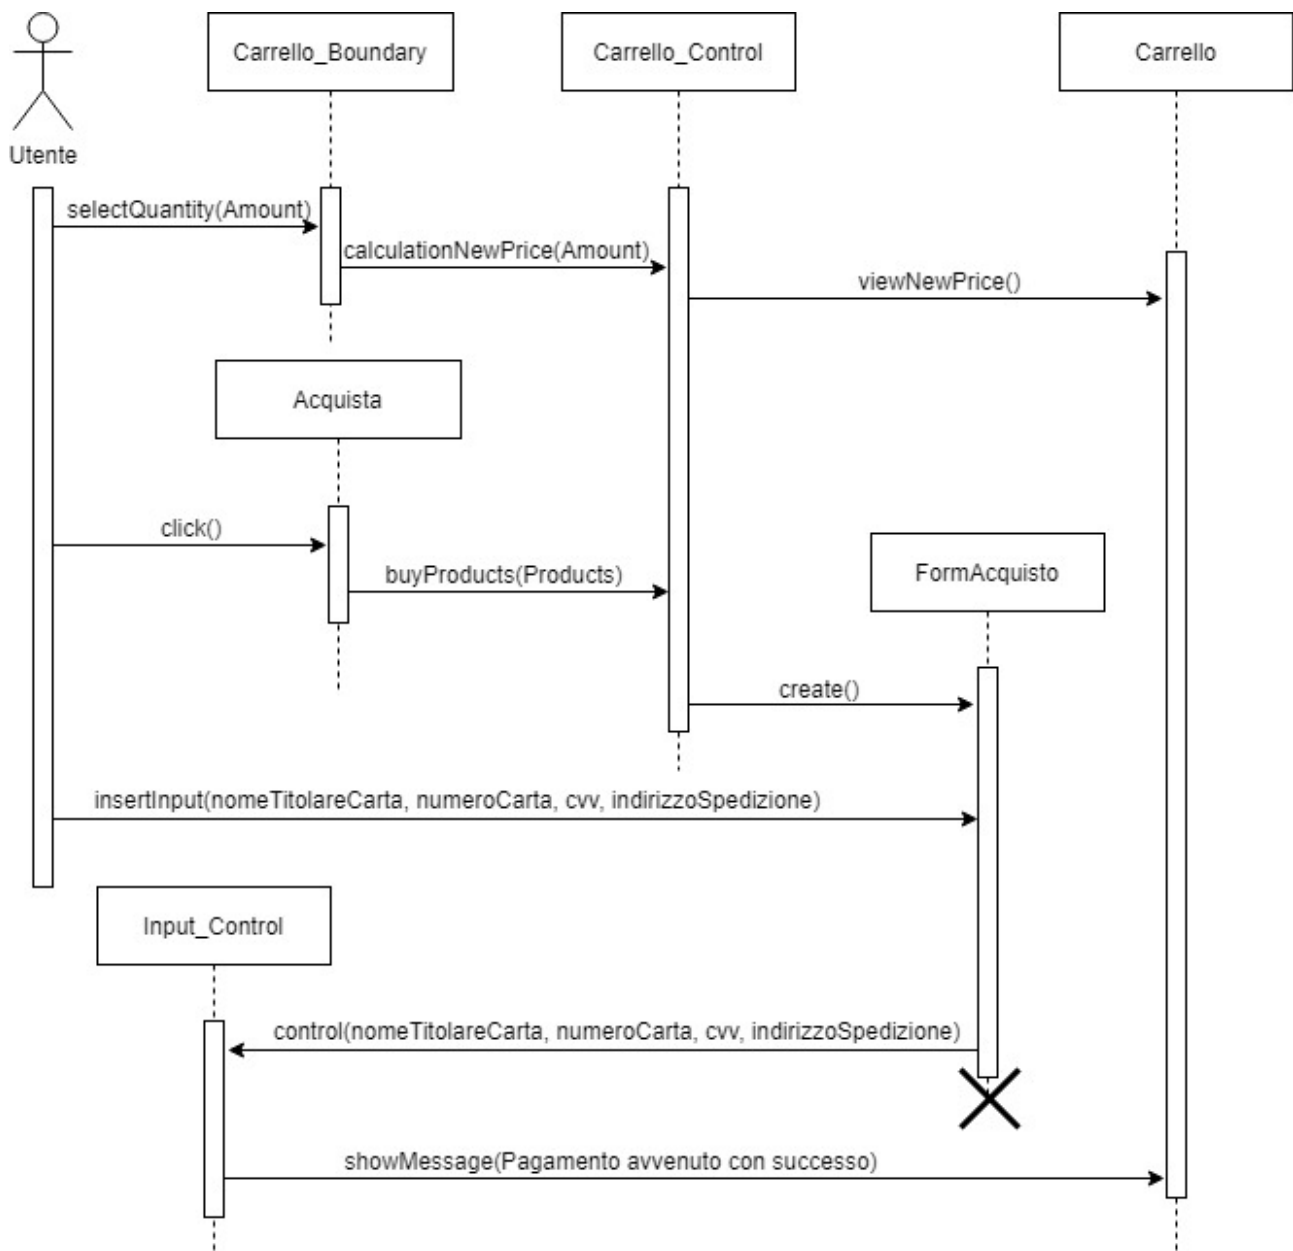 Carrello_Boundary
Carrello_Control
Carrello
Utente
selectQuantity(Amount)
calculationNewPrice(Amount)
viewNewPrice()
Acquista
click()
FormAcquisto
buyProducts(Products)
create()
insertInput(nomeTitolareCarta, numeroCarta, cvv, indirizzoSpedizione)
Input_Control
control(nomeTitolareCarta, numeroCarta, cvv, indirizzoSpedizione)
showMessage(Pagamento avvenuto con successo)